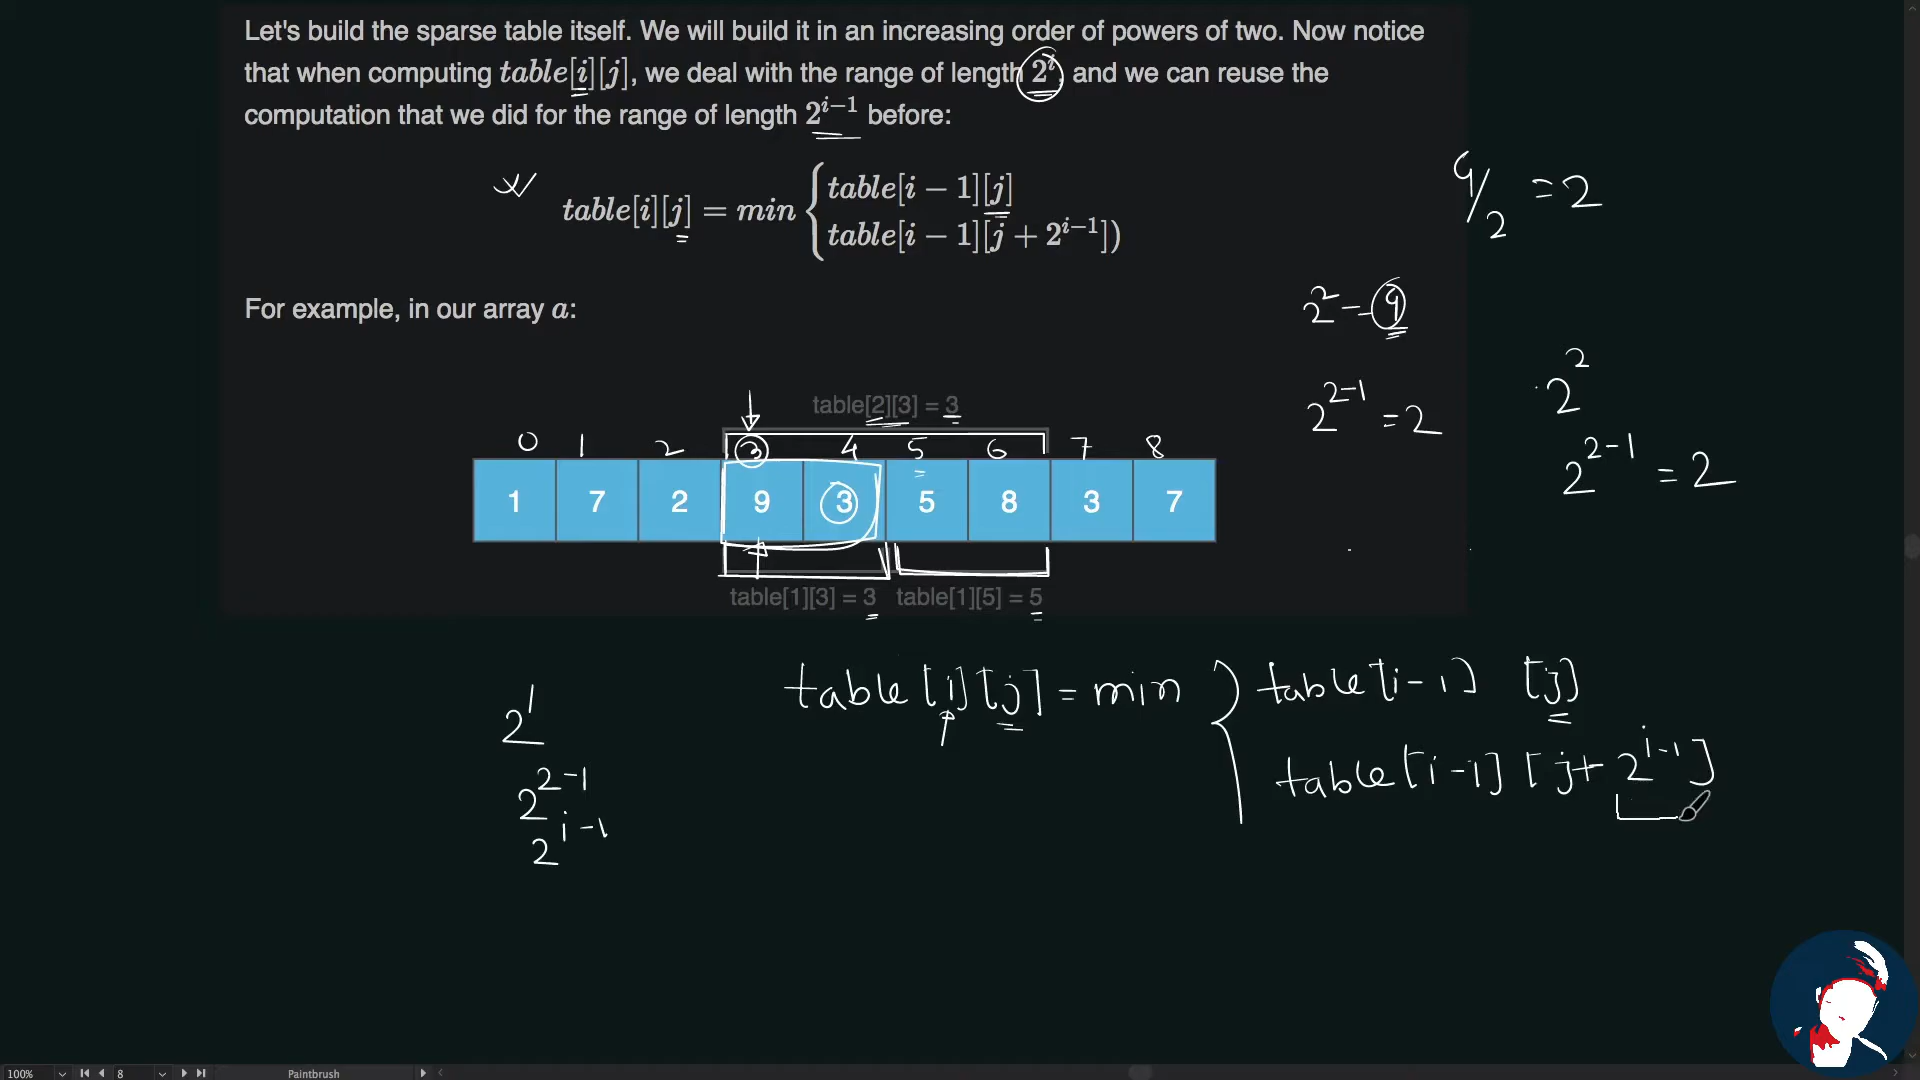 Let's build the sparse table itself. We will build it in an increasing order of powers of two. Now notice
that when computing table[i][j], we deal with the range of length 2^i, and we can reuse the
computation that we did for the range of length 2^{i−1} before:
table[i][j] = min { table[i − 1][j]
table[i − 1][j + 2^{i−1}])
4/2 = 2
For example, in our array a:
2^2 - 4
2^{2-1} = 2
2^2
2^{2-1} = 2
table[2][3] = 3
0 1 2 3 4 5 6 7 8
1 7 2 9 3 5 8 3 7
table[1][3] = 3 table[1][5] = 5
table[i][j] = min { table[i-1] [j]
table[i-1] [j+2^{i-1}]
2^1
2^{2-1}
2^{i-1}
100% 8 Paintbrush